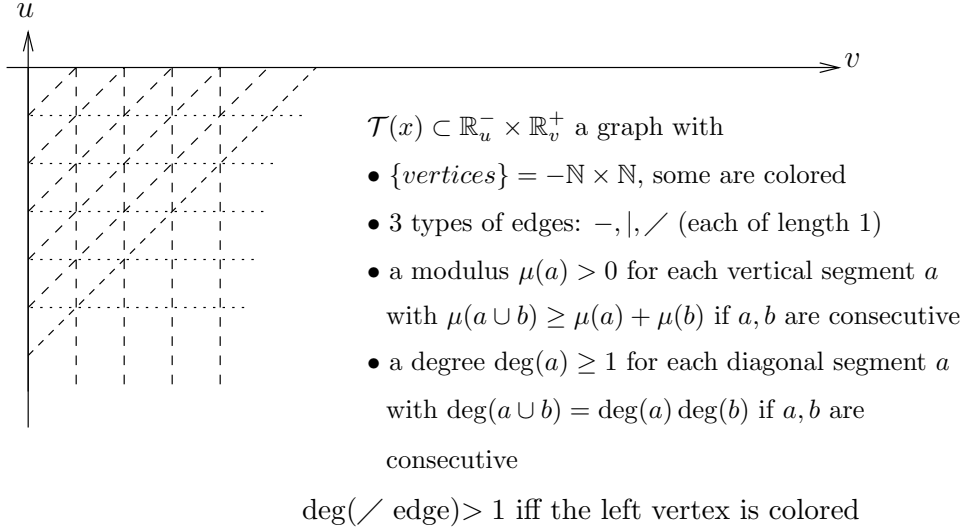 u
v
𝒯(x) ⊂ ℝ⁻ᵤ × ℝ⁺ᵥ a graph with
• {vertices} = −ℕ × ℕ, some are colored
• 3 types of edges: −, |, ⟋ (each of length 1)
• a modulus μ(a) > 0 for each vertical segment a
with μ(a ∪ b) ≥ μ(a) + μ(b) if a, b are consecutive
• a degree deg(a) ≥ 1 for each diagonal segment a
with deg(a ∪ b) = deg(a) deg(b) if a, b are
consecutive
deg(⟋ edge)> 1 iff the left vertex is colored